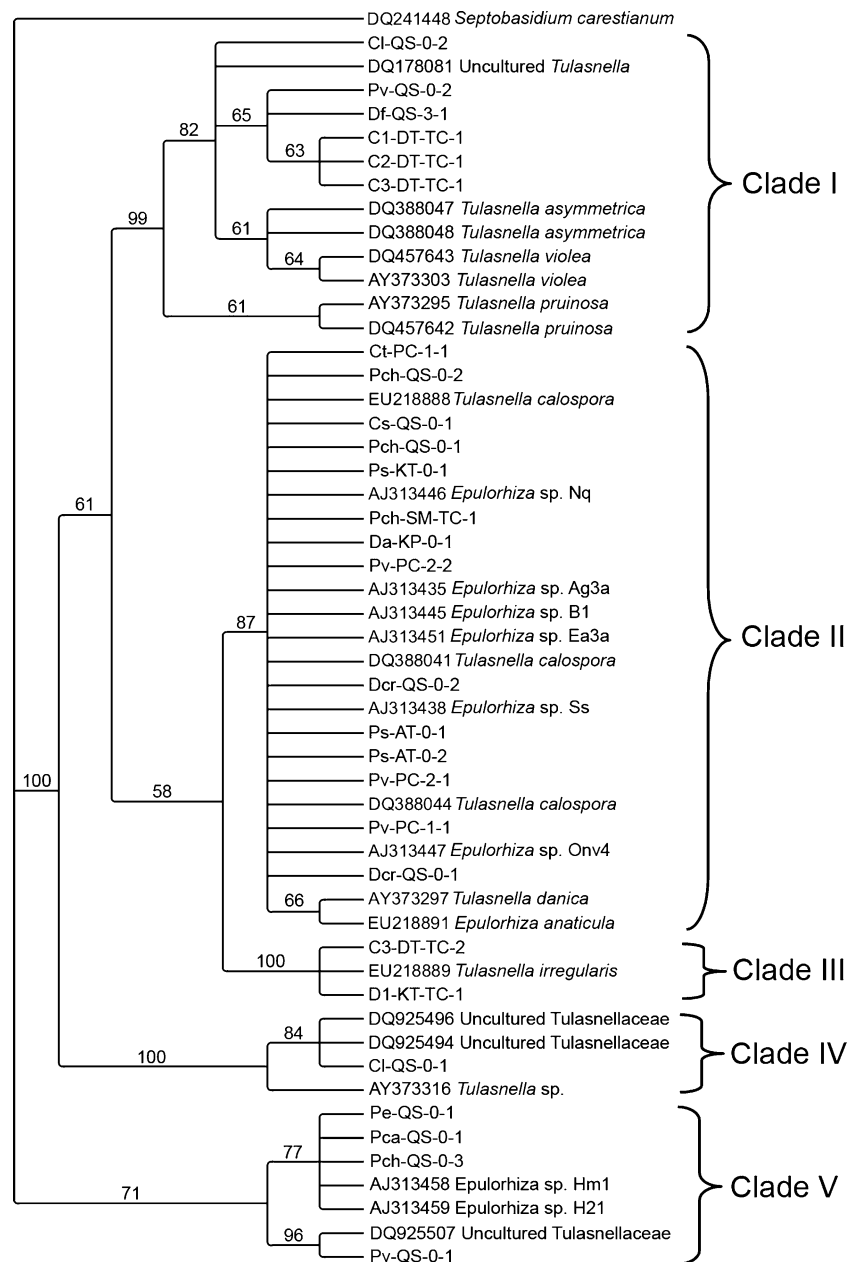 DQ241448 Septobasidium carestianum
Cl-QS-0-2
DQ178081 Uncultured Tulasnella
Pv-QS-0-2
65
Df-QS-3-1
82
C1-DT-TC-1
63
C2-DT-TC-1
C3-DT-TC-1
Clade I
DQ388047 Tulasnella asymmetrica
99
61
DQ388048 Tulasnella asymmetrica
DQ457643 Tulasnella violea
64
AY373303 Tulasnella violea
AY373295 Tulasnella pruinosa
61
DQ457642 Tulasnella pruinosa
Ct-PC-1-1
Pch-QS-0-2
EU218888 Tulasnella calospora
Cs-QS-0-1
Pch-QS-0-1
Ps-KT-0-1
AJ313446 Epulorhiza sp. Nq
61
Pch-SM-TC-1
Da-KP-0-1
Pv-PC-2-2
AJ313435 Epulorhiza sp. Ag3a
AJ313445 Epulorhiza sp. B1
87
AJ313451 Epulorhiza sp. Ea3a
Clade II
DQ388041 Tulasnella calospora
Dcr-QS-0-2
AJ313438 Epulorhiza sp. Ss
Ps-AT-0-1
Ps-AT-0-2
Pv-PC-2-1
100
58
DQ388044 Tulasnella calospora
Pv-PC-1-1
AJ313447 Epulorhiza sp. Onv4
Dcr-QS-0-1
66
AY373297 Tulasnella danica
EU218891 Epulorhiza anaticula
C3-DT-TC-2
100
EU218889 Tulasnella irregularis
Clade III
D1-KT-TC-1
DQ925496 Uncultured Tulasnellaceae
84
DQ925494 Uncultured Tulasnellaceae
Clade IV
100
Cl-QS-0-1
AY373316 Tulasnella sp.
Pe-QS-0-1
Pca-QS-0-1
77
Pch-QS-0-3
AJ313458 Epulorhiza sp. Hm1
Clade V
71
AJ313459 Epulorhiza sp. H21
96
DQ925507 Uncultured Tulasnellaceae
Pv-QS-0-1